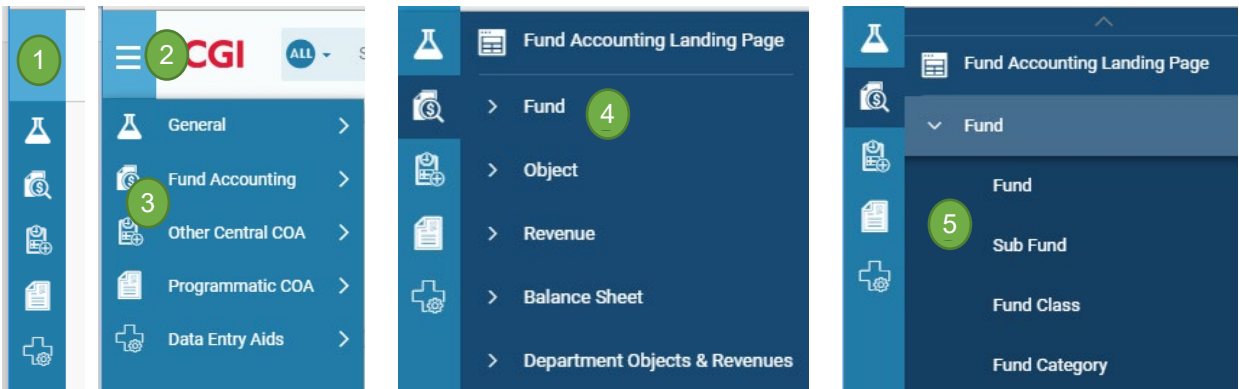 1
2
CGI
ALL
S
General
Fund Accounting
3
Other Central COA
Programmatic COA
Data Entry Aids
Fund Accounting Landing Page
Fund
4
Object
Revenue
Balance Sheet
Department Objects & Revenues
Fund Accounting Landing Page
Fund
Fund
5
Sub Fund
Fund Class
Fund Category